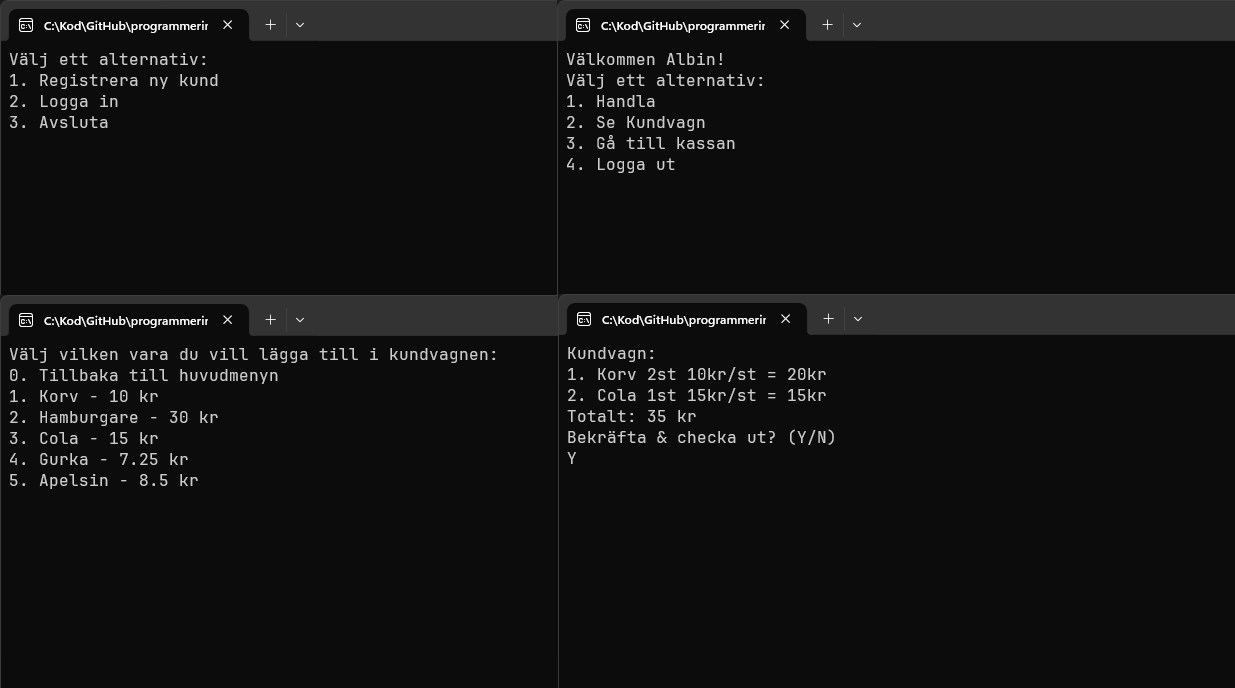 C:\Kod\GitHub\programmerir
Välj ett alternativ:
1. Registrera ny kund
2. Logga in
3. Avsluta
C:\Kod\GitHub\programmerir
Välkommen Albin!
Välj ett alternativ:
1. Handla
2. Se Kundvagn
3. Gå till kassan
4. Logga ut
C:\Kod\GitHub\programmerir
Välj vilken vara du vill lägga till i kundvagnen:
0. Tillbaka till huvudmenyn
1. Korv - 10 kr
2. Hamburgare - 30 kr
3. Cola - 15 kr
4. Gurka - 7.25 kr
5. Apelsin - 8.5 kr
C:\Kod\GitHub\programmerir
Kundvagn:
1. Korv 2st 10kr/st = 20kr
2. Cola 1st 15kr/st = 15kr
Totalt: 35 kr
Bekräfta & checka ut? (Y/N)
Y